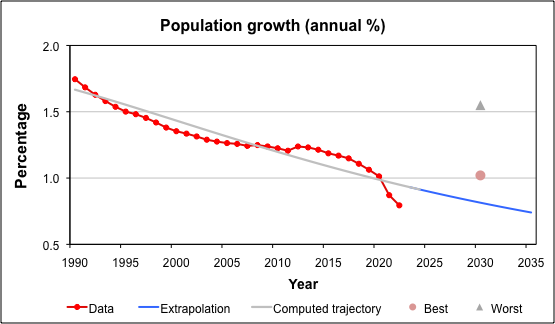 Population growth (annual %)
2.0
1.5
1.0
0.5
Percentage
1990 1995 2000 2005 2010 2015 2020 2025 2030 2035
Year
Data Extrapolation Computed trajectory Best Worst